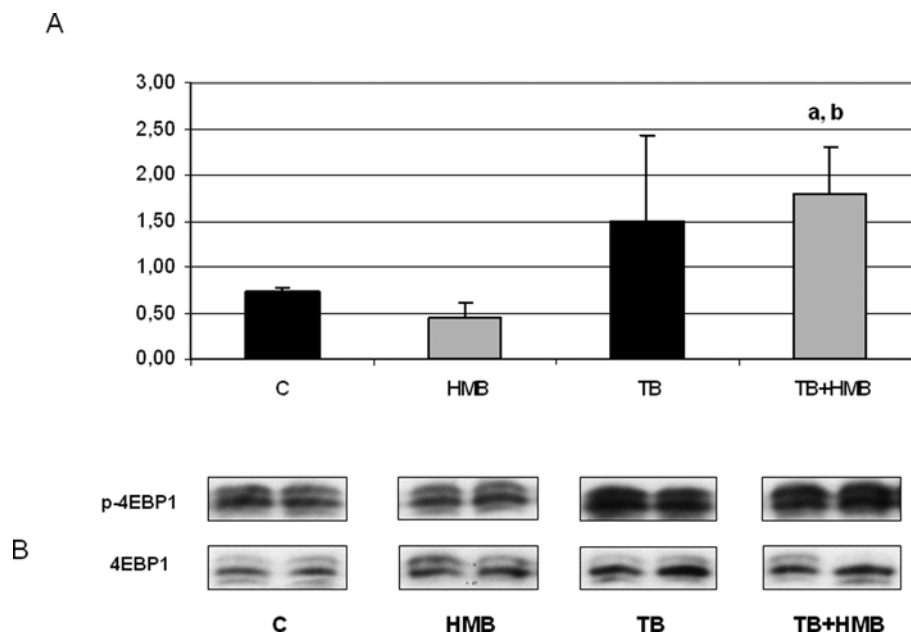 A
3,00
2,50
a, b
2,00
1,50
1,00
0,50
0,00
C HMB TB TB+HMB
p-4EBP1
B
4EBP1
C HMB TB TB+HMB